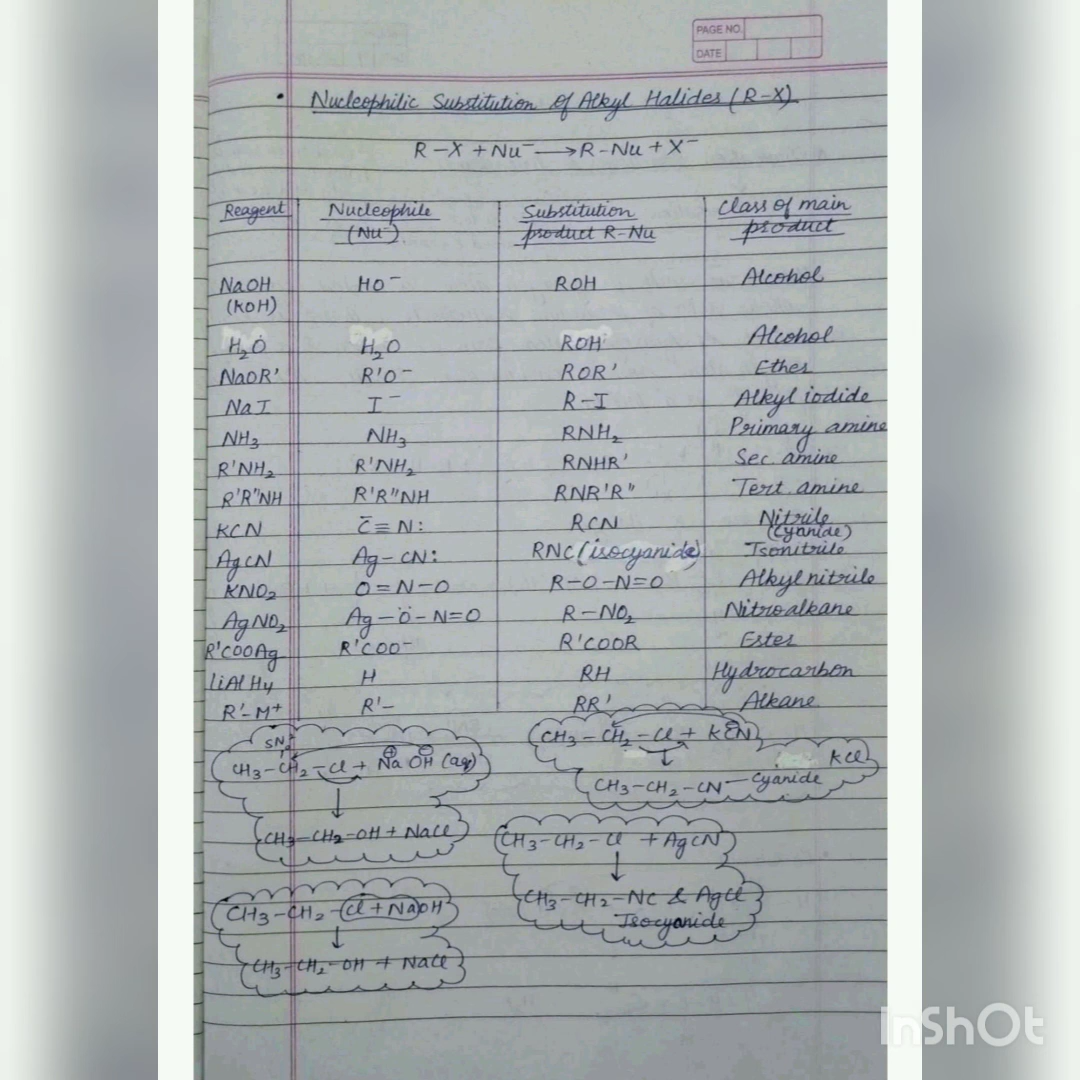 PAGE NO.
DATE
• Nucleophilic Substitution of Alkyl Halides (R-X)
R-X + Nu⁻ → R-Nu + X⁻
Reagent Nucleophile (Nu⁻) Substitution product R-Nu Class of main product
NaOH (KOH) HO⁻ ROH Alcohol
H₂O H₂O ROH Alcohol
NaOR' R'O⁻ ROR' Ether
NaI I⁻ R-I Alkyl iodide
NH₃ NH₃ RNH₂ Primary amine
R'NH₂ R'NH₂ RNHR' Sec. amine
R'R''NH R'R''NH RNR'R'' Tert. amine
KCN C̄≡N: RCN Nitrile (cyanide)
AgCN Ag-CN: RNC (isocyanide) Isonitrile
KNO₂ O=N-O R-O-N=O Alkyl nitrile
AgNO₂ Ag-Ö-N=O R-NO₂ Nitroalkane
R'COOAg R'COO⁻ R'COOR Ester
LiAlH₄ H RH Hydrocarbon
R'-M⁺ R'- RR' Alkane
CH₃-CH₂-Cl + Na⊕ OH⊖ (aq)
↓
CH₃-CH₂-OH + NaCl
CH₃-CH₂-Cl + KCN
↓
KCl
CH₃-CH₂-CN - cyanide
CH₃-CH₂-Cl + AgCN
↓
CH₃-CH₂-NC & AgCl
Isocyanide
CH₃-CH₂-Cl + NaOH
↓
CH₃-CH₂-OH + NaCl
InShOt